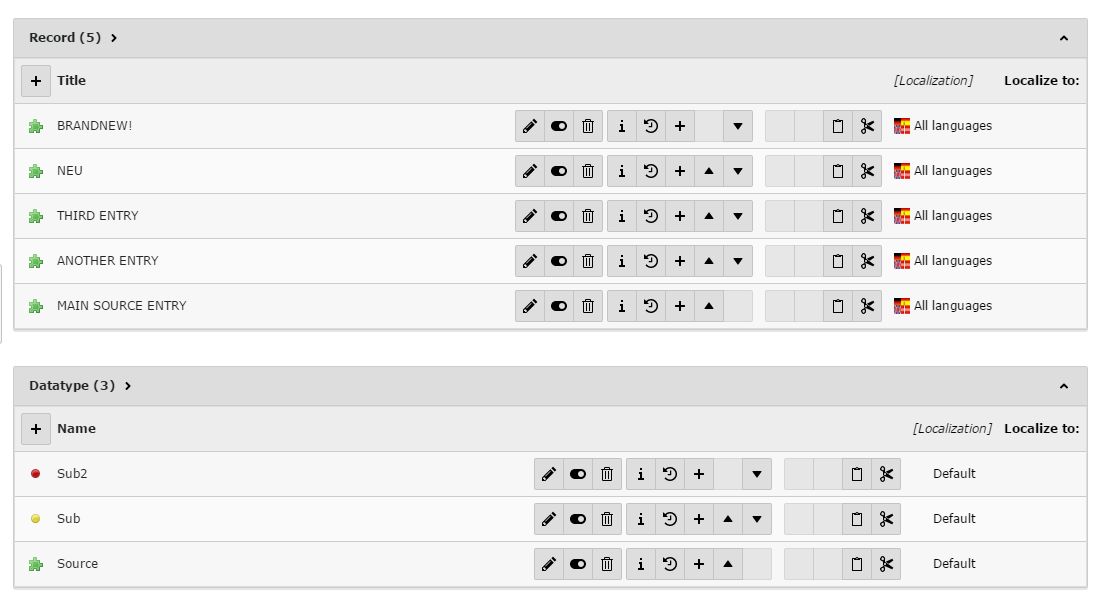 Record (5)
Title [Localization] Localize to:
BRANDNEW! All languages
NEU All languages
THIRD ENTRY All languages
ANOTHER ENTRY All languages
MAIN SOURCE ENTRY All languages
Datatype (3)
Name [Localization] Localize to:
Sub2 Default
Sub Default
Source Default